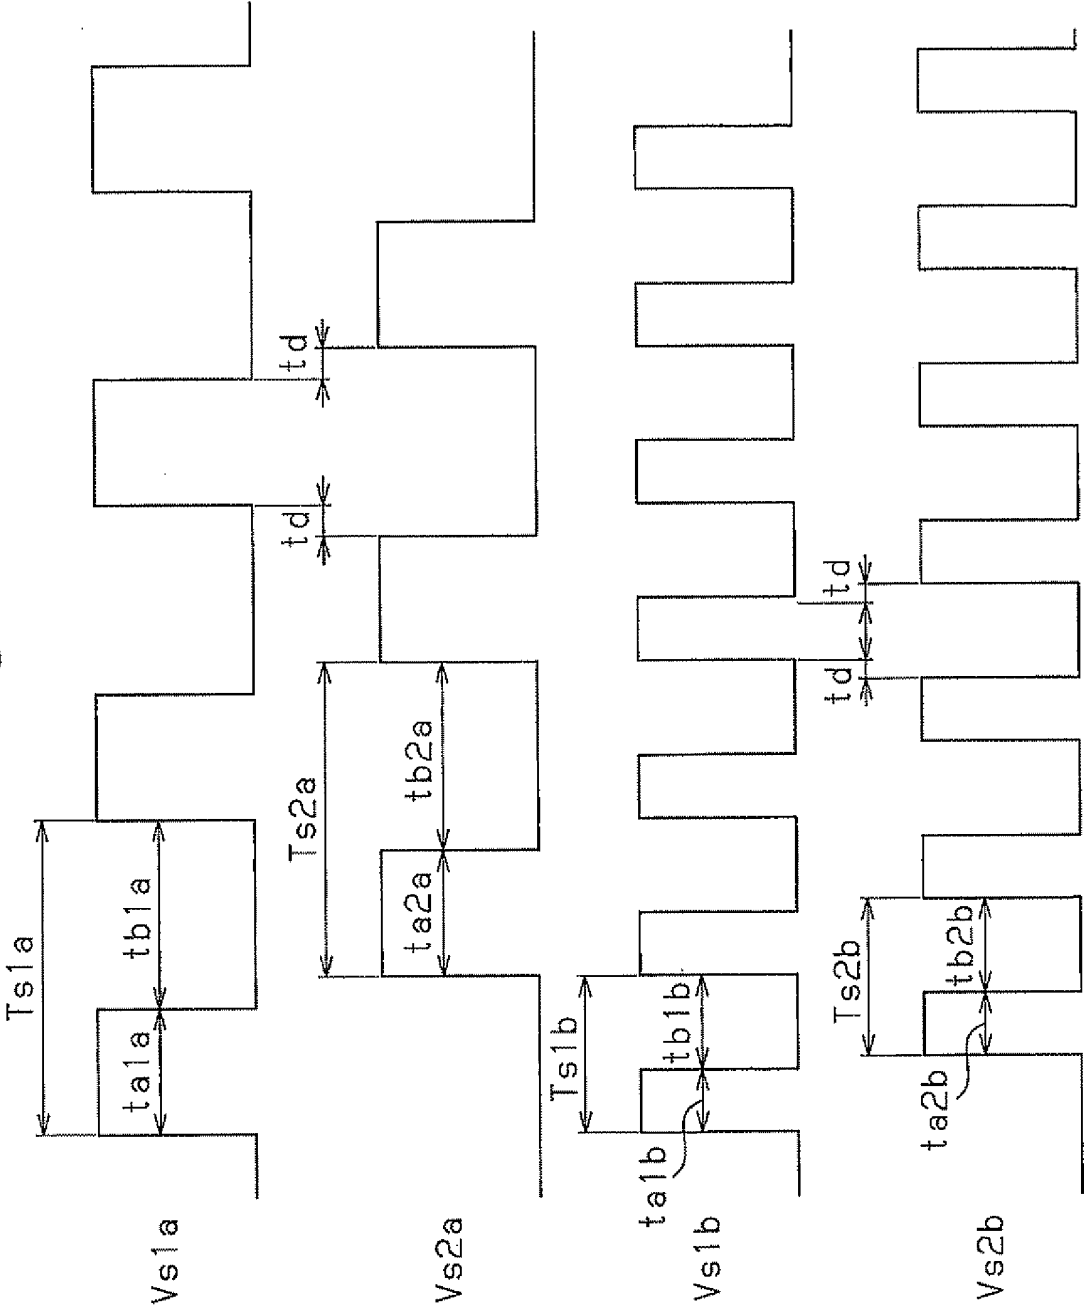 Vs1a
Ts1a
ta1a
tb1a
Vs2a
Ts2a
ta2a
tb2a
td
td
Vs1b
Ts1b
ta1b
tb1b
Vs2b
Ts2b
ta2b
tb2b
td
td